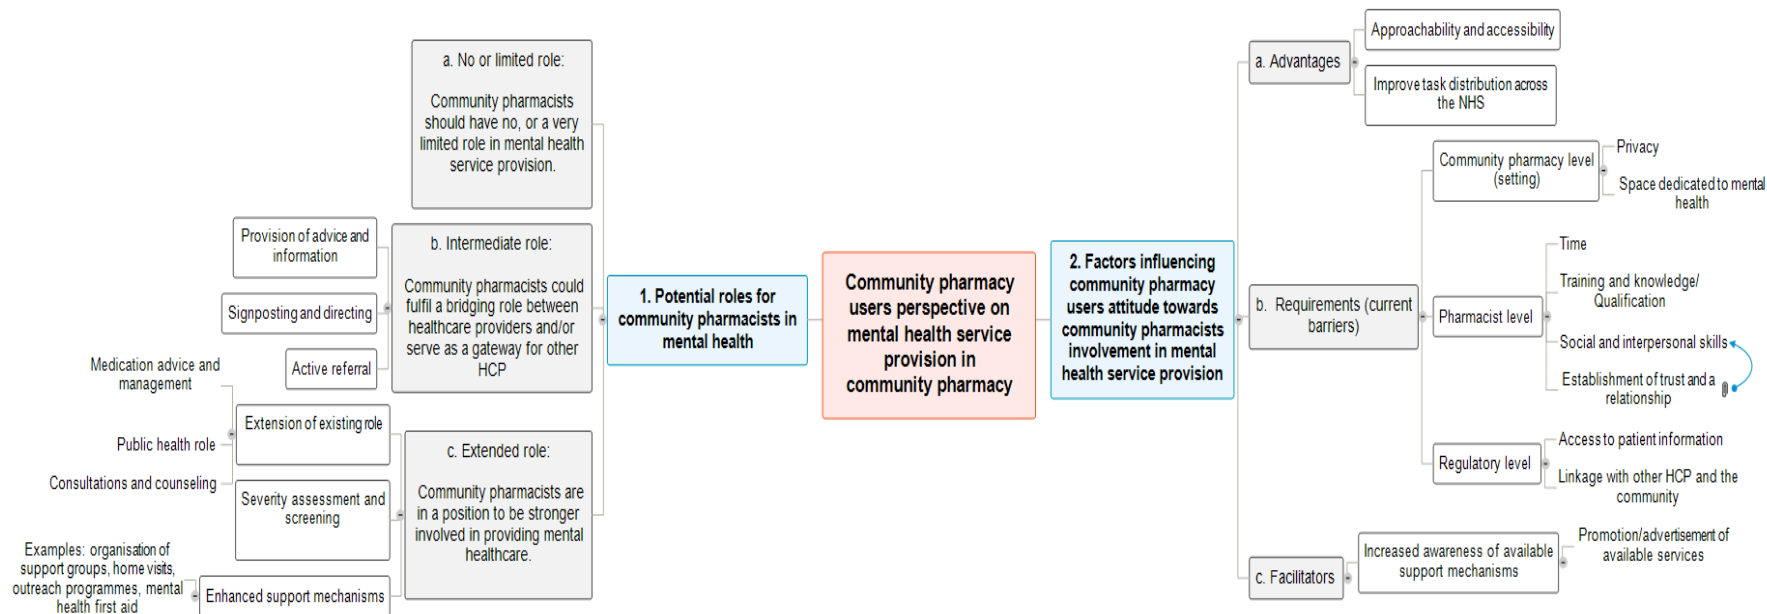 Community pharmacy
users perspective on
mental health service
provision in
community pharmacy
1. Potential roles for
community pharmacists in
mental health
a. No or limited role:
Community pharmacists
should have no, or a very
limited role in mental health
service provision.
b. Intermediate role:
Community pharmacists could
fulfil a bridging role between
healthcare providers and/or
serve as a gateway for other
HCP
Provision of advice and
information
Signposting and directing
Active referral
c. Extended role:
Community pharmacists are
in a position to be stronger
involved in providing mental
healthcare.
Extension of existing role
Medication advice and
management
Public health role
Consultations and counseling
Severity assessment and
screening
Enhanced support mechanisms
Examples: organisation of
support groups, home visits,
outreach programmes, mental
health first aid
2. Factors influencing
community pharmacy
users attitude towards
community pharmacists
involvement in mental
health service provision
a. Advantages
Approachability and accessibility
Improve task distribution across
the NHS
b. Requirements (current
barriers)
Community pharmacy level
(setting)
Privacy
Space dedicated to mental
health
Pharmacist level
Time
Training and knowledge/
Qualification
Social and interpersonal skills
Establishment of trust and a
relationship
Regulatory level
Access to patient information
Linkage with other HCP and the
community
c. Facilitators
Increased awareness of available
support mechanisms
Promotion/advertisement of
available services